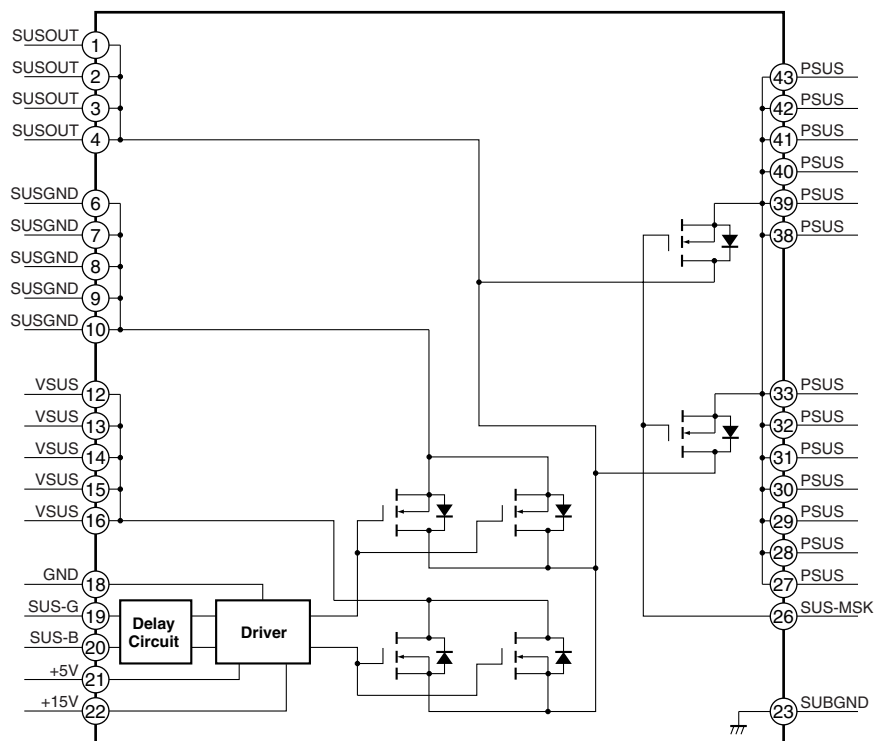 SUSOUT 1
SUSOUT 2
SUSOUT 3
SUSOUT 4
SUSGND 6
SUSGND 7
SUSGND 8
SUSGND 9
SUSGND 10
VSUS 12
VSUS 13
VSUS 14
VSUS 15
VSUS 16
GND 18
SUS-G 19
SUS-B 20
+5V 21
+15V 22
Delay
Circuit
Driver
43 PSUS
42 PSUS
41 PSUS
40 PSUS
39 PSUS
38 PSUS
33 PSUS
32 PSUS
31 PSUS
30 PSUS
29 PSUS
28 PSUS
27 PSUS
26 SUS-MSK
23 SUBGND